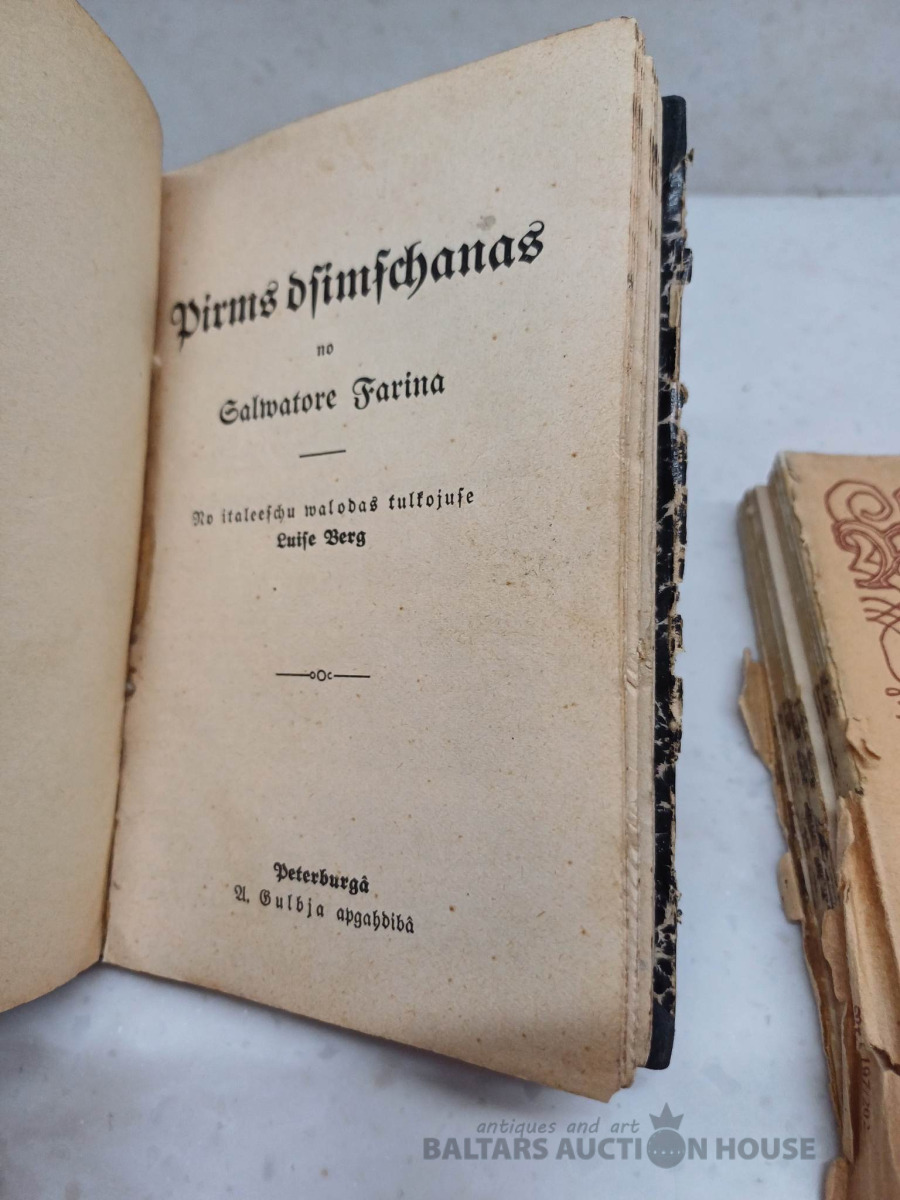 Pirms dſimſchanas
no
Salwatore Farina
No italeeſchu walodas tulkojuſe
Luiſe Berg
Peterburgâ
A. Gulbja apgahdibâ
antiques and art
BALTARS AUCTION HOUSE